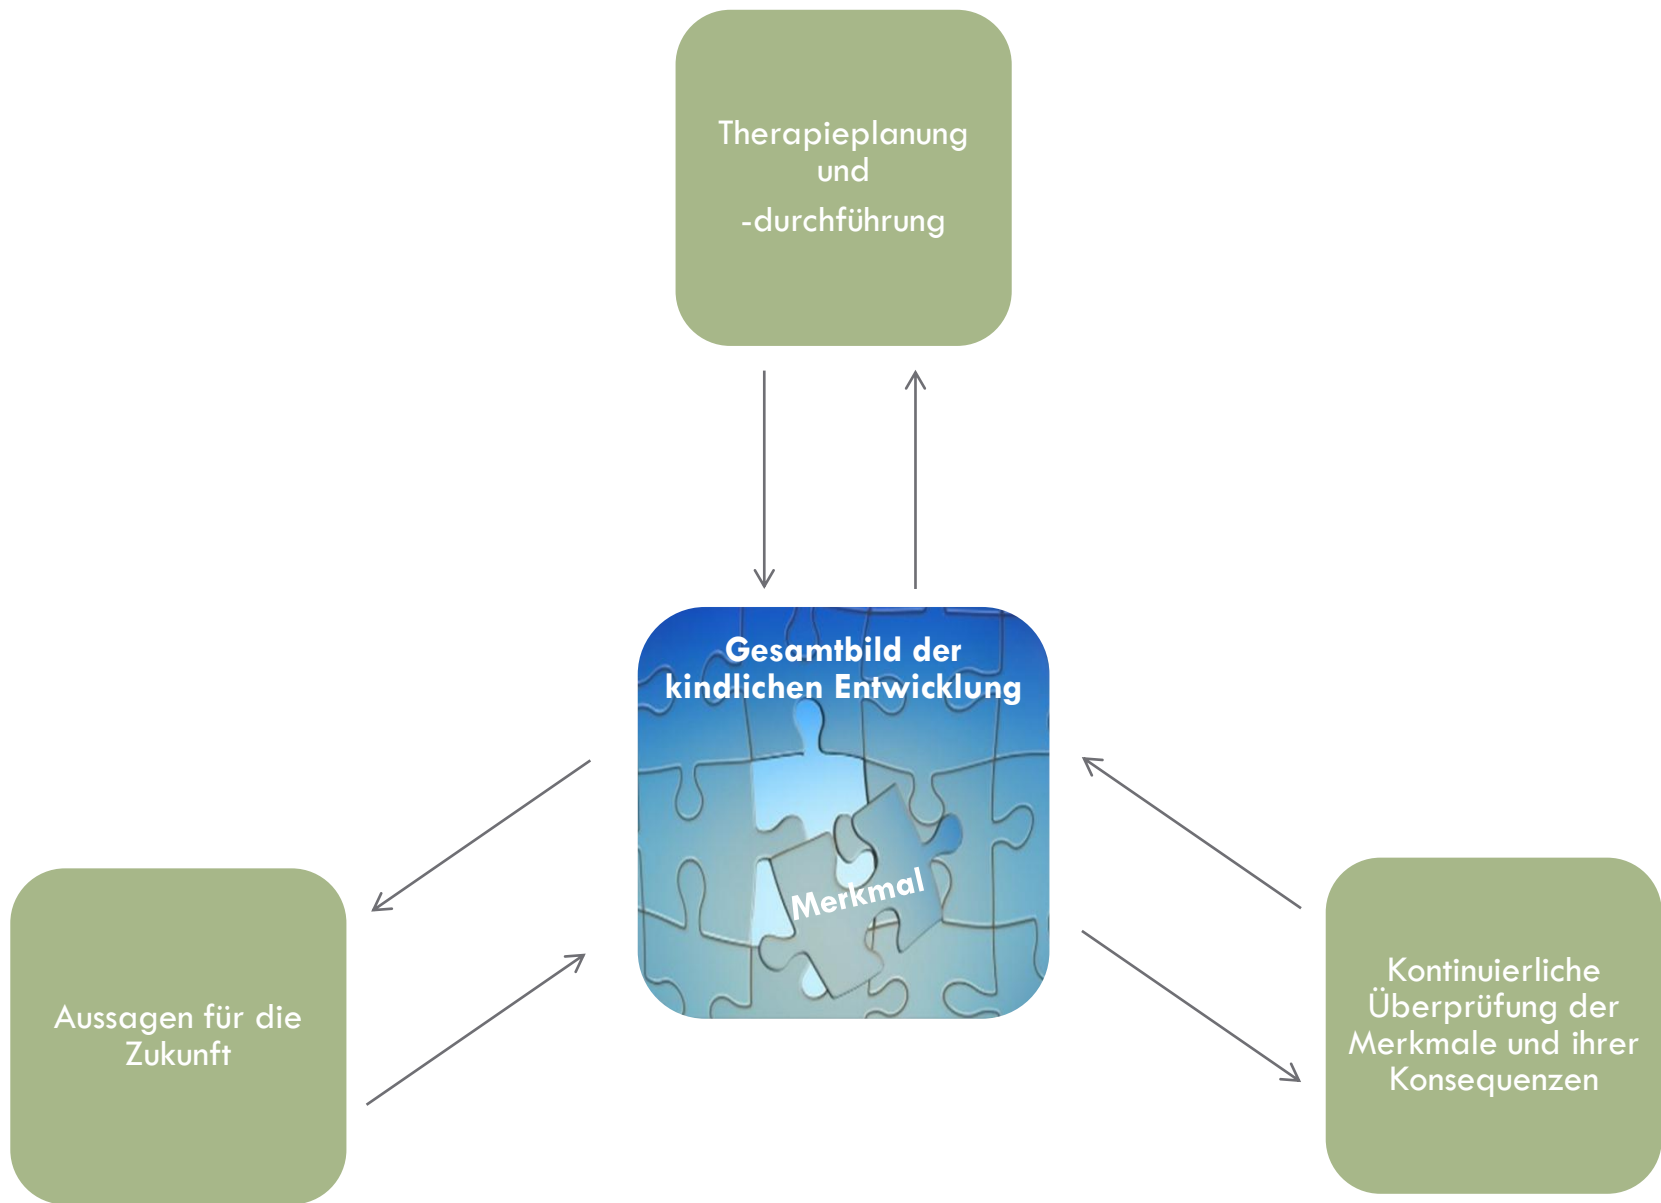 Therapieplanung
und
-durchführung
Gesamtbild der
kindlichen Entwicklung
Merkmal
Aussagen für die
Zukunft
Kontinuierliche
Überprüfung der
Merkmale und ihrer
Konsequenzen